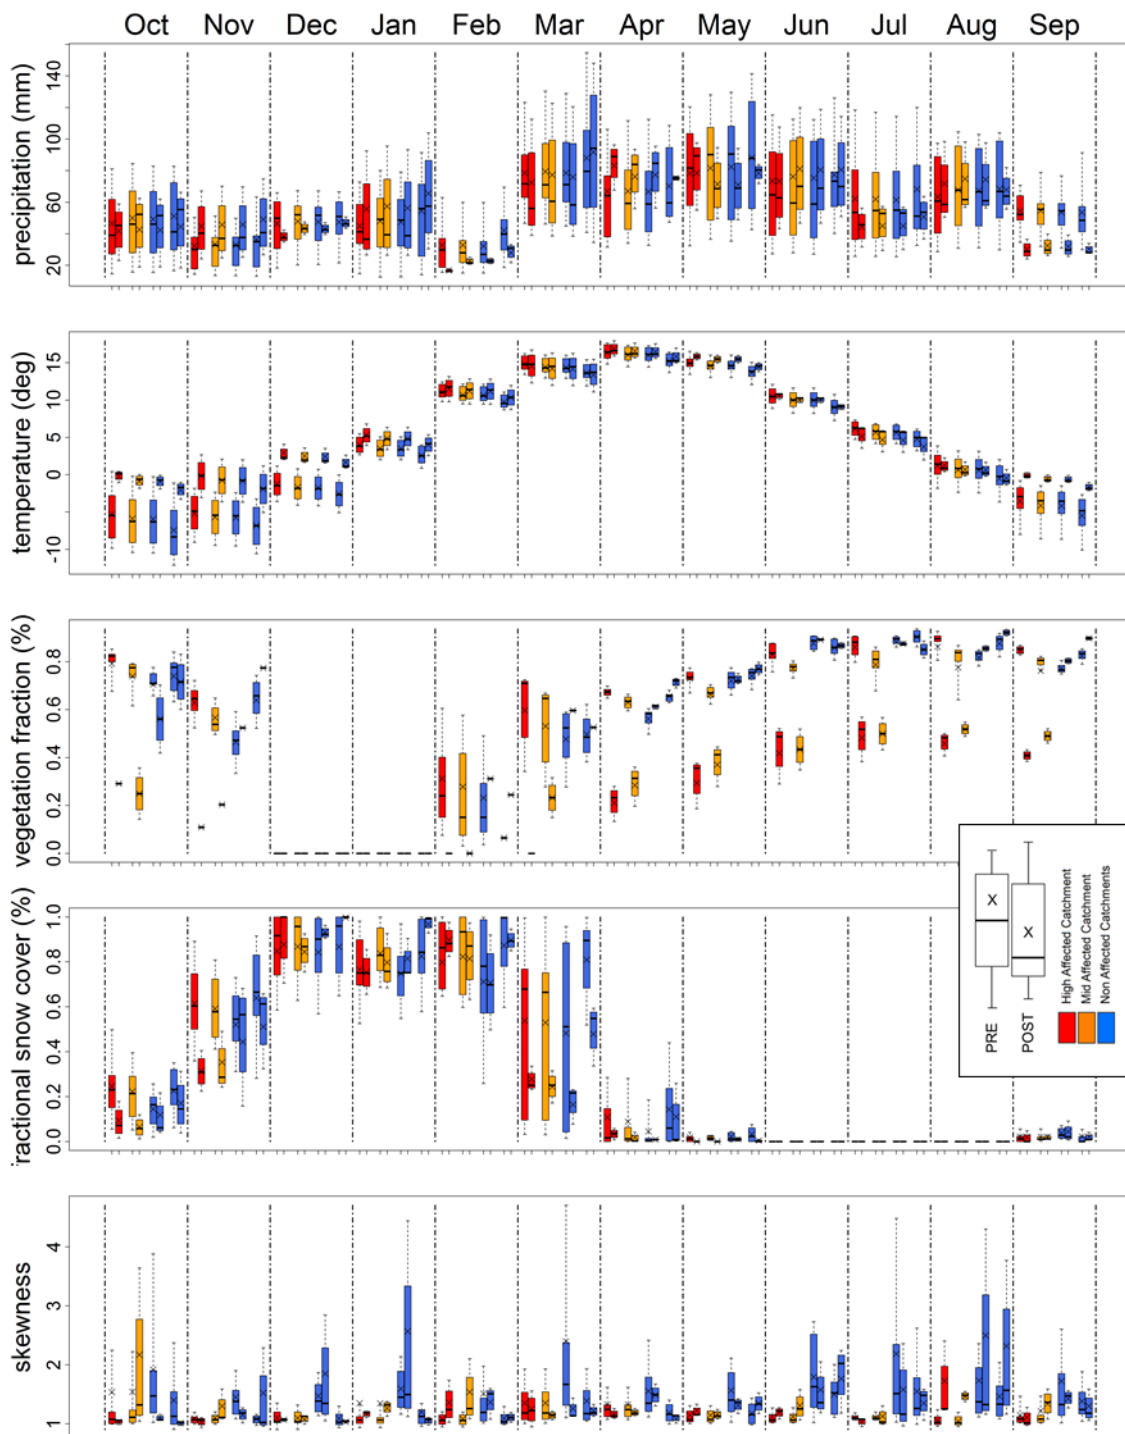 Oct Nov Dec Jan Feb Mar Apr May Jun Jul Aug Sep
precipitation (mm)
140
100
60
20
temperature (deg)
15
10
5
0
-10
vegetation fraction (%)
0.8
0.6
0.4
0.2
0.0
fractional snow cover (%)
1.0
0.8
0.6
0.4
0.2
0.0
PRE
POST
High Affected Catchment
Mid Affected Catchment
Non Affected Catchments
skewness
4
3
2
1